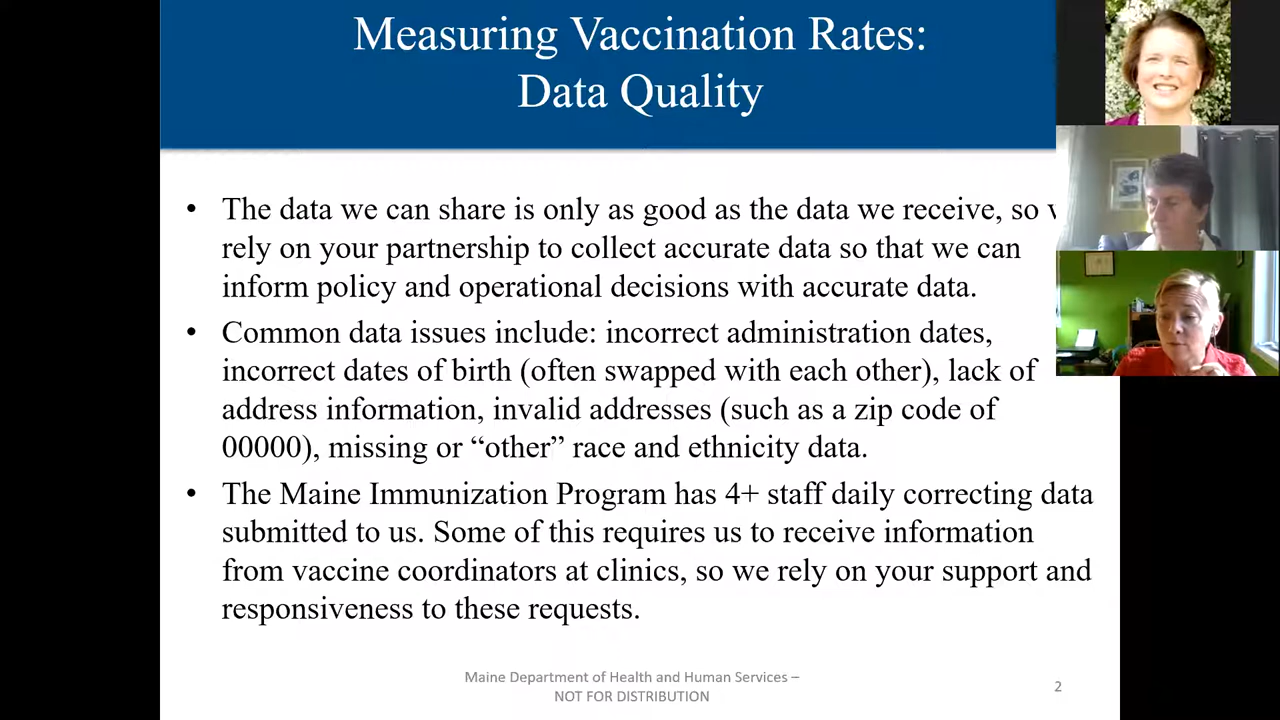 Measuring Vaccination Rates:
Data Quality
• The data we can share is only as good as the data we receive, so
rely on your partnership to collect accurate data so that we can
inform policy and operational decisions with accurate data.
• Common data issues include: incorrect administration dates,
incorrect dates of birth (often swapped with each other), lack of
address information, invalid addresses (such as a zip code of
00000), missing or “other” race and ethnicity data.
• The Maine Immunization Program has 4+ staff daily correcting data
submitted to us. Some of this requires us to receive information
from vaccine coordinators at clinics, so we rely on your support and
responsiveness to these requests.
Maine Department of Health and Human Services –
NOT FOR DISTRIBUTION
2